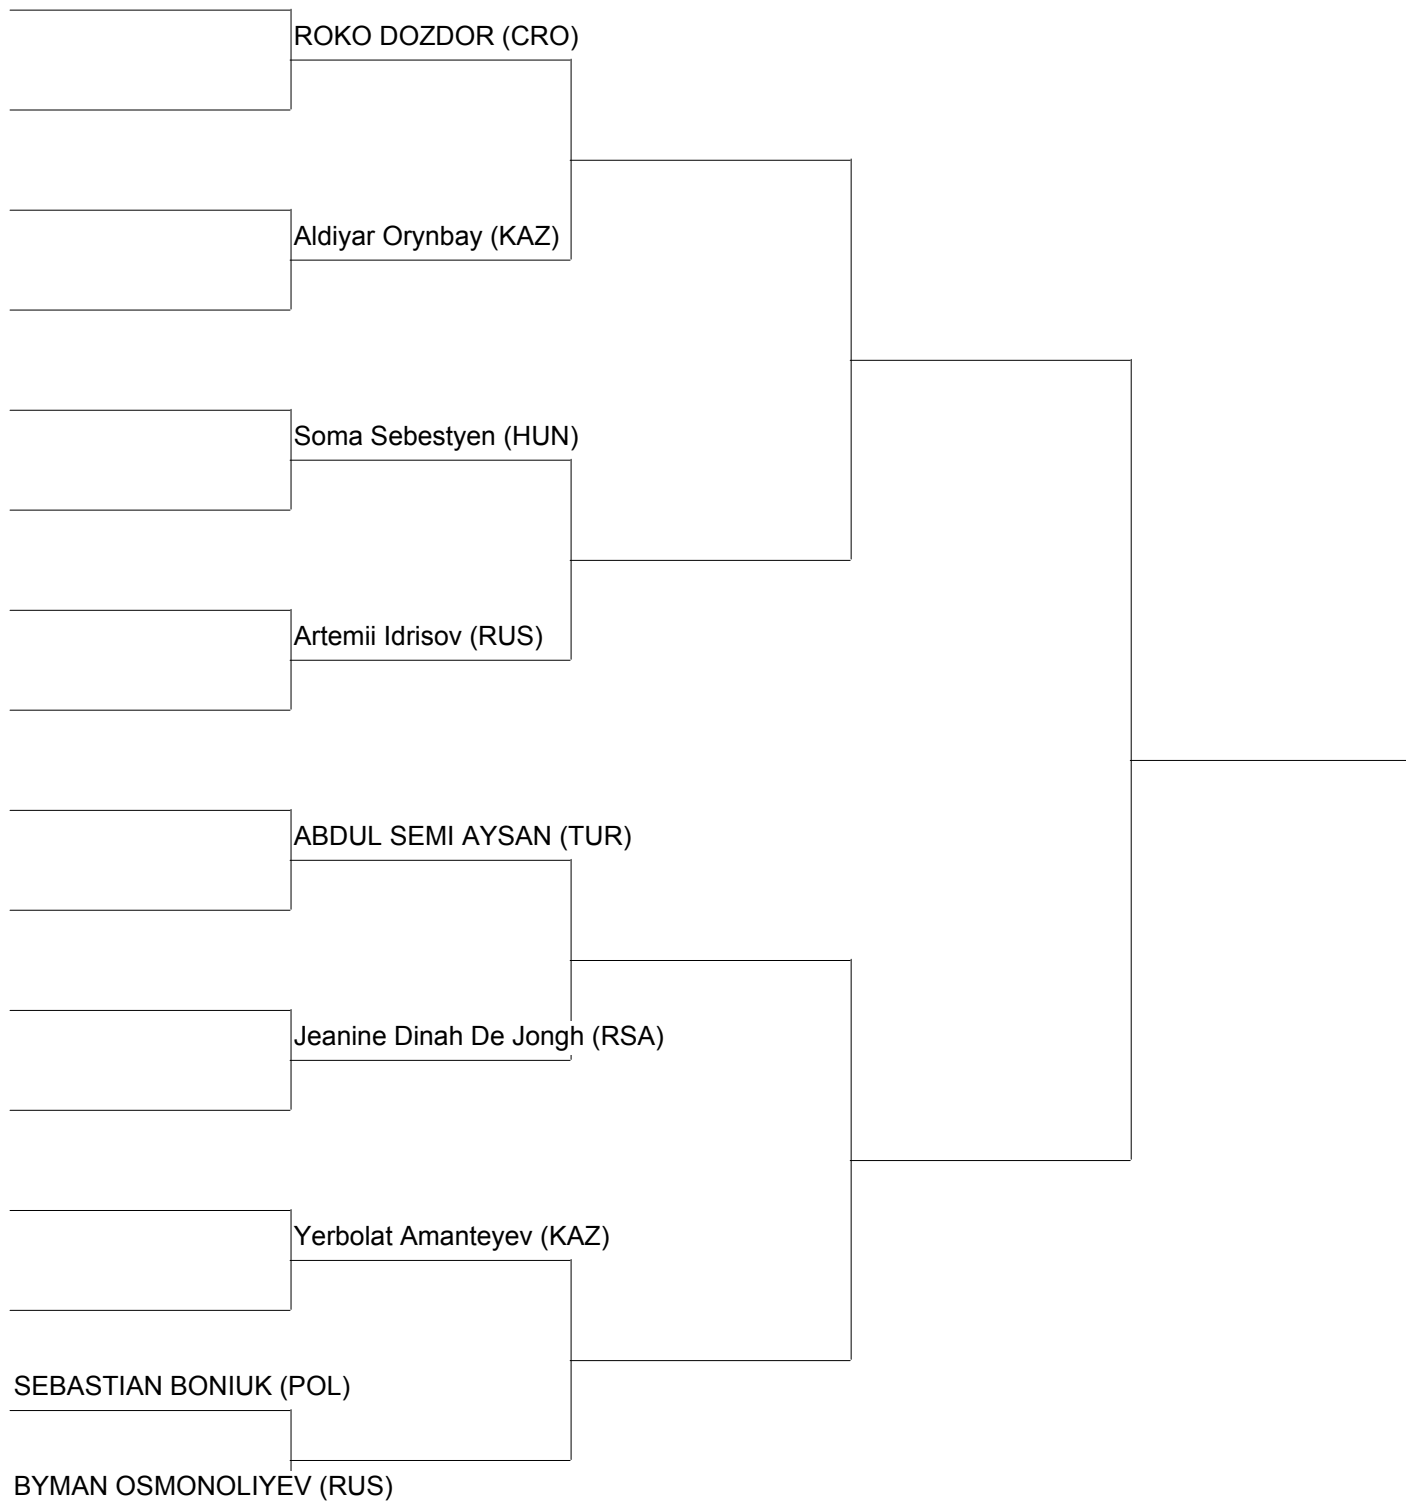 ROKO DOZDOR (CRO)
Aldiyar Orynbay (KAZ)
Soma Sebestyen (HUN)
Artemii Idrisov (RUS)
ABDUL SEMI AYSAN (TUR)
Jeanine Dinah De Jongh (RSA)
Yerbolat Amanteyev (KAZ)
SEBASTIAN BONIUK (POL)
BYMAN OSMONOLIYEV (RUS)